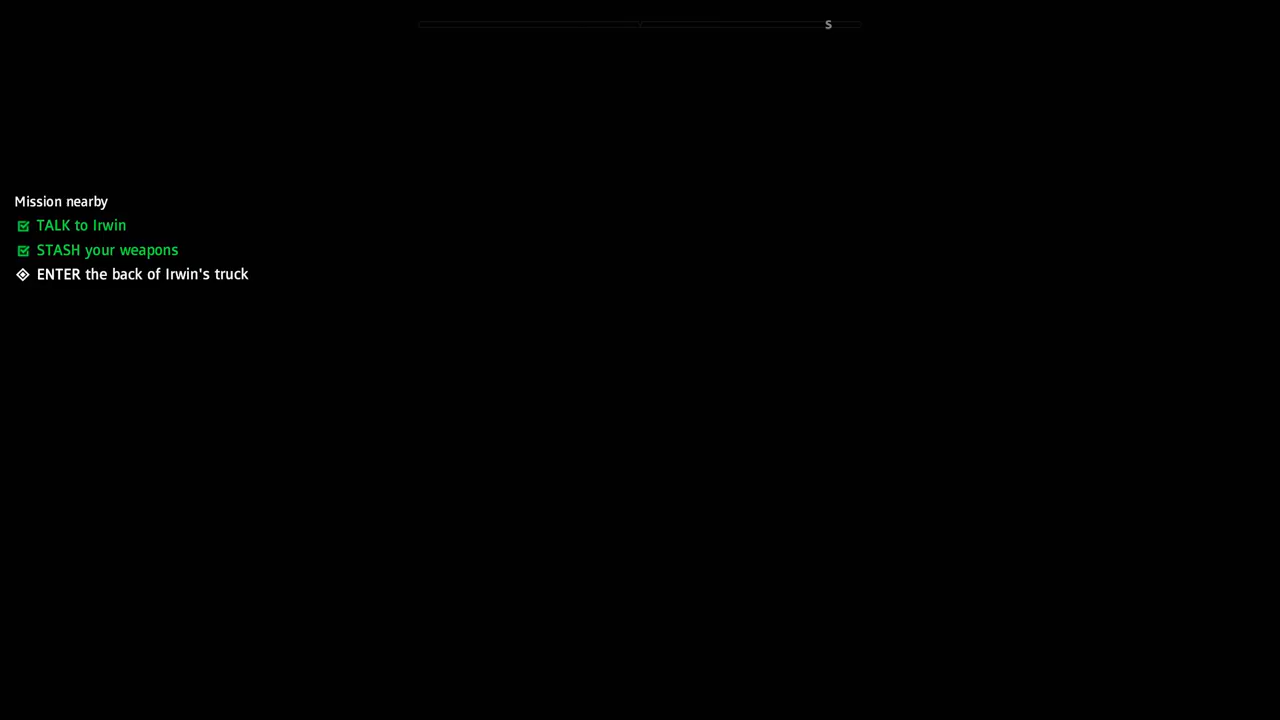 S
Mission nearby
TALK to Irwin
STASH your weapons
ENTER the back of Irwin's truck